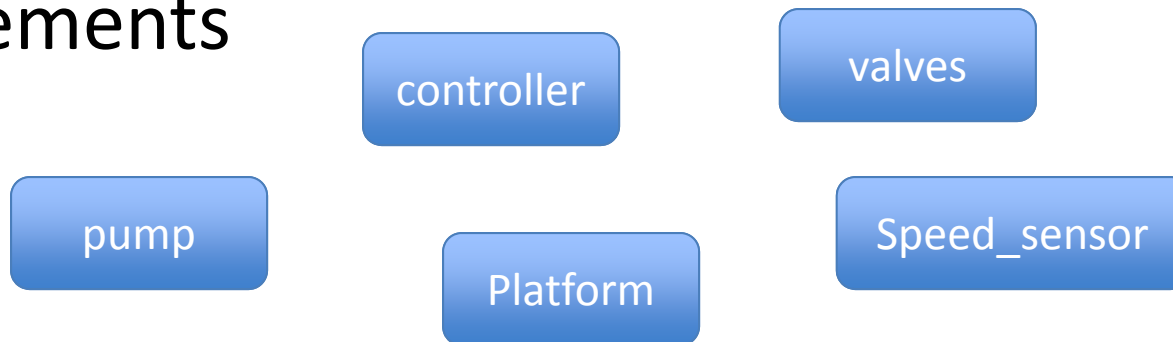 ements
controller
valves
pump
Speed_sensor
Platform